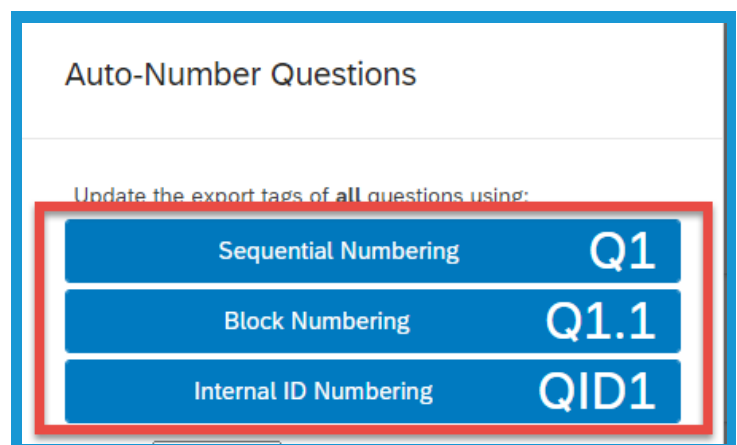 Auto-Number Questions
Update the export tags of all questions using:
Sequential Numbering Q1
Block Numbering Q1.1
Internal ID Numbering QID1